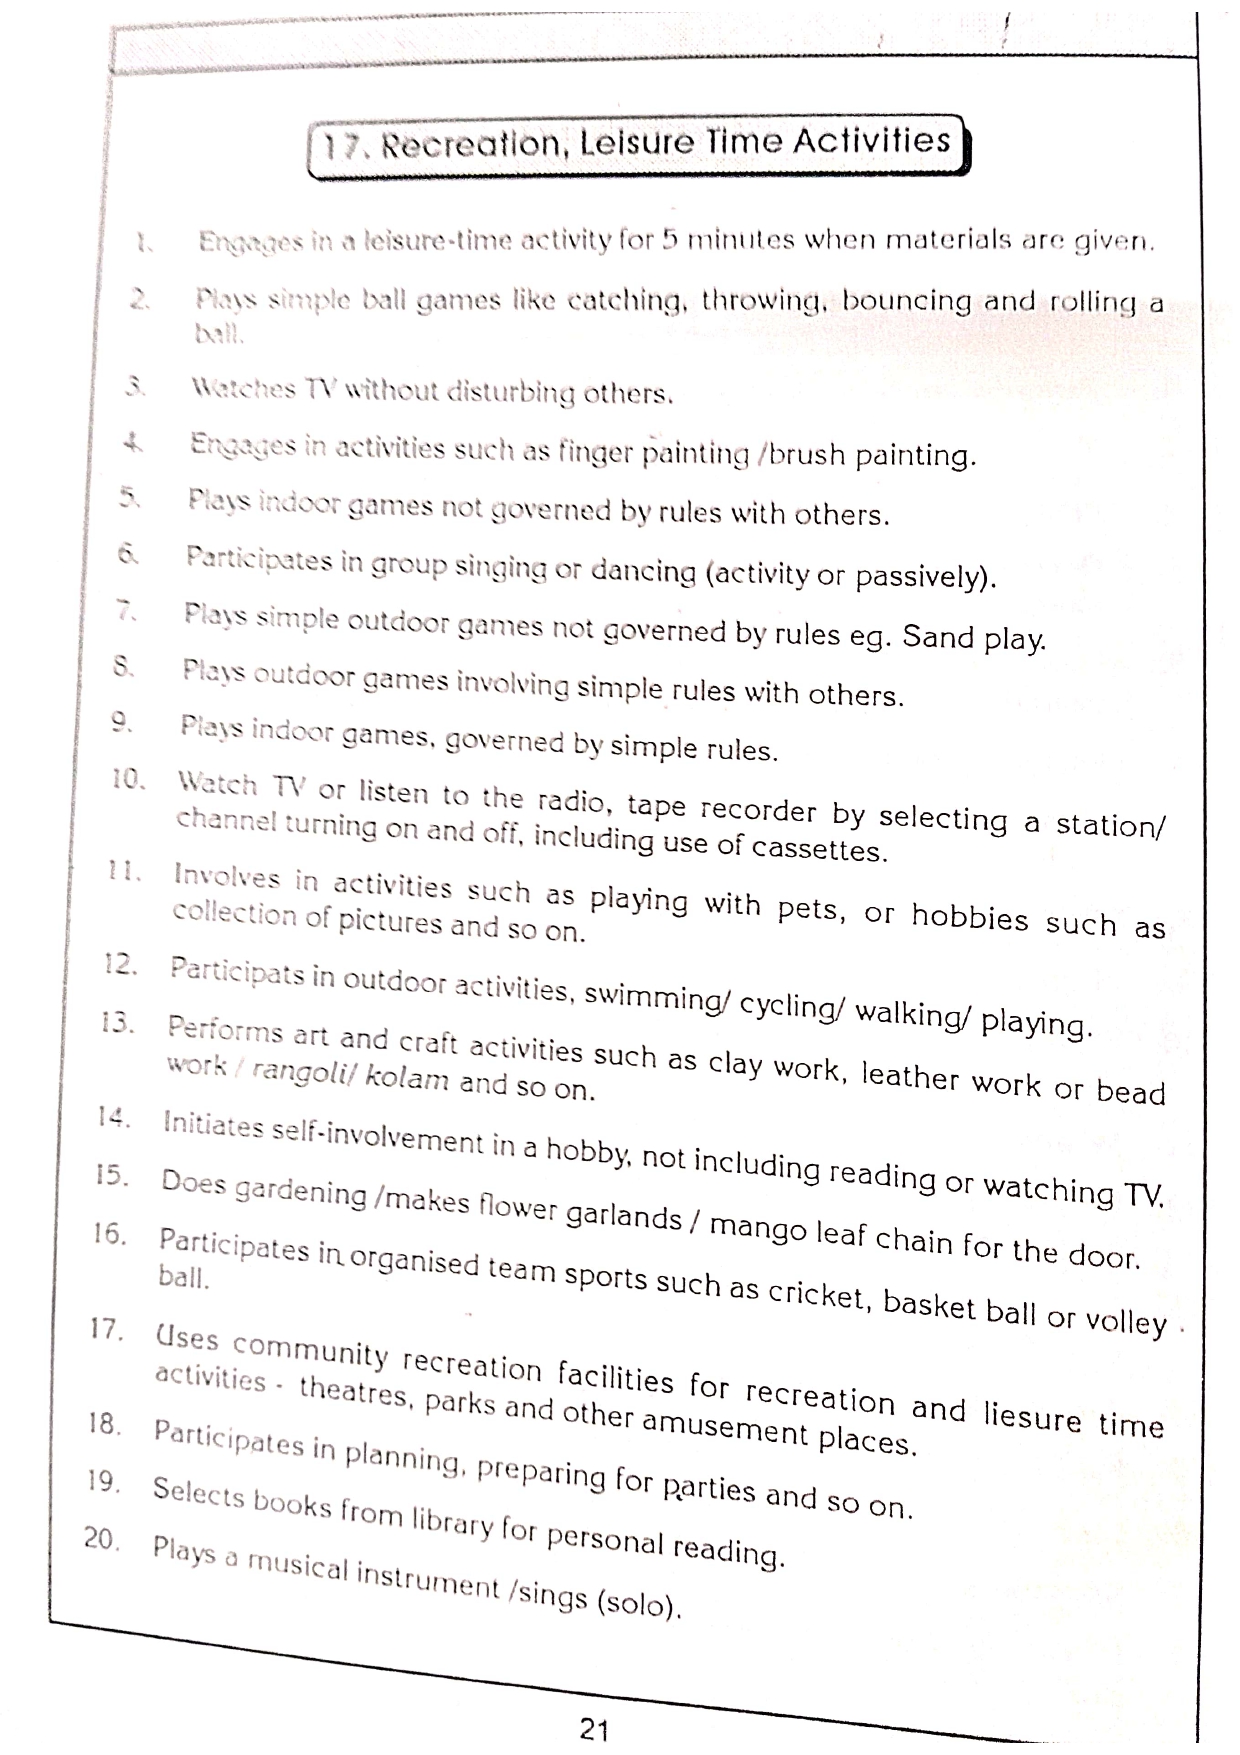 17. Recreation, Leisure Time Activities
1. Engages in a leisure-time activity for 5 minutes when materials are given.
2. Plays simple ball games like catching, throwing, bouncing and rolling a
ball.
3. Watches TV without disturbing others.
4. Engages in activities such as finger painting /brush painting.
5. Plays indoor games not governed by rules with others.
6. Participates in group singing or dancing (activity or passively).
7. Plays simple outdoor games not governed by rules eg. Sand play.
8. Plays outdoor games involving simple rules with others.
9. Plays indoor games, governed by simple rules.
10. Watch TV or listen to the radio, tape recorder by selecting a station/
channel turning on and off, including use of cassettes.
11. Involves in activities such as playing with pets, or hobbies such as
collection of pictures and so on.
12. Participats in outdoor activities, swimming/ cycling/ walking/ playing.
13. Performs art and craft activities such as clay work, leather work or bead
work / rangoli/ kolam and so on.
14. Initiates self-involvement in a hobby, not including reading or watching TV.
15. Does gardening /makes flower garlands / mango leaf chain for the door.
16. Participates in organised team sports such as cricket, basket ball or volley
ball.
17. Uses community recreation facilities for recreation and liesure time
activities - theatres, parks and other amusement places.
18. Participates in planning, preparing for parties and so on.
19. Selects books from library for personal reading.
20. Plays a musical instrument /sings (solo).
21